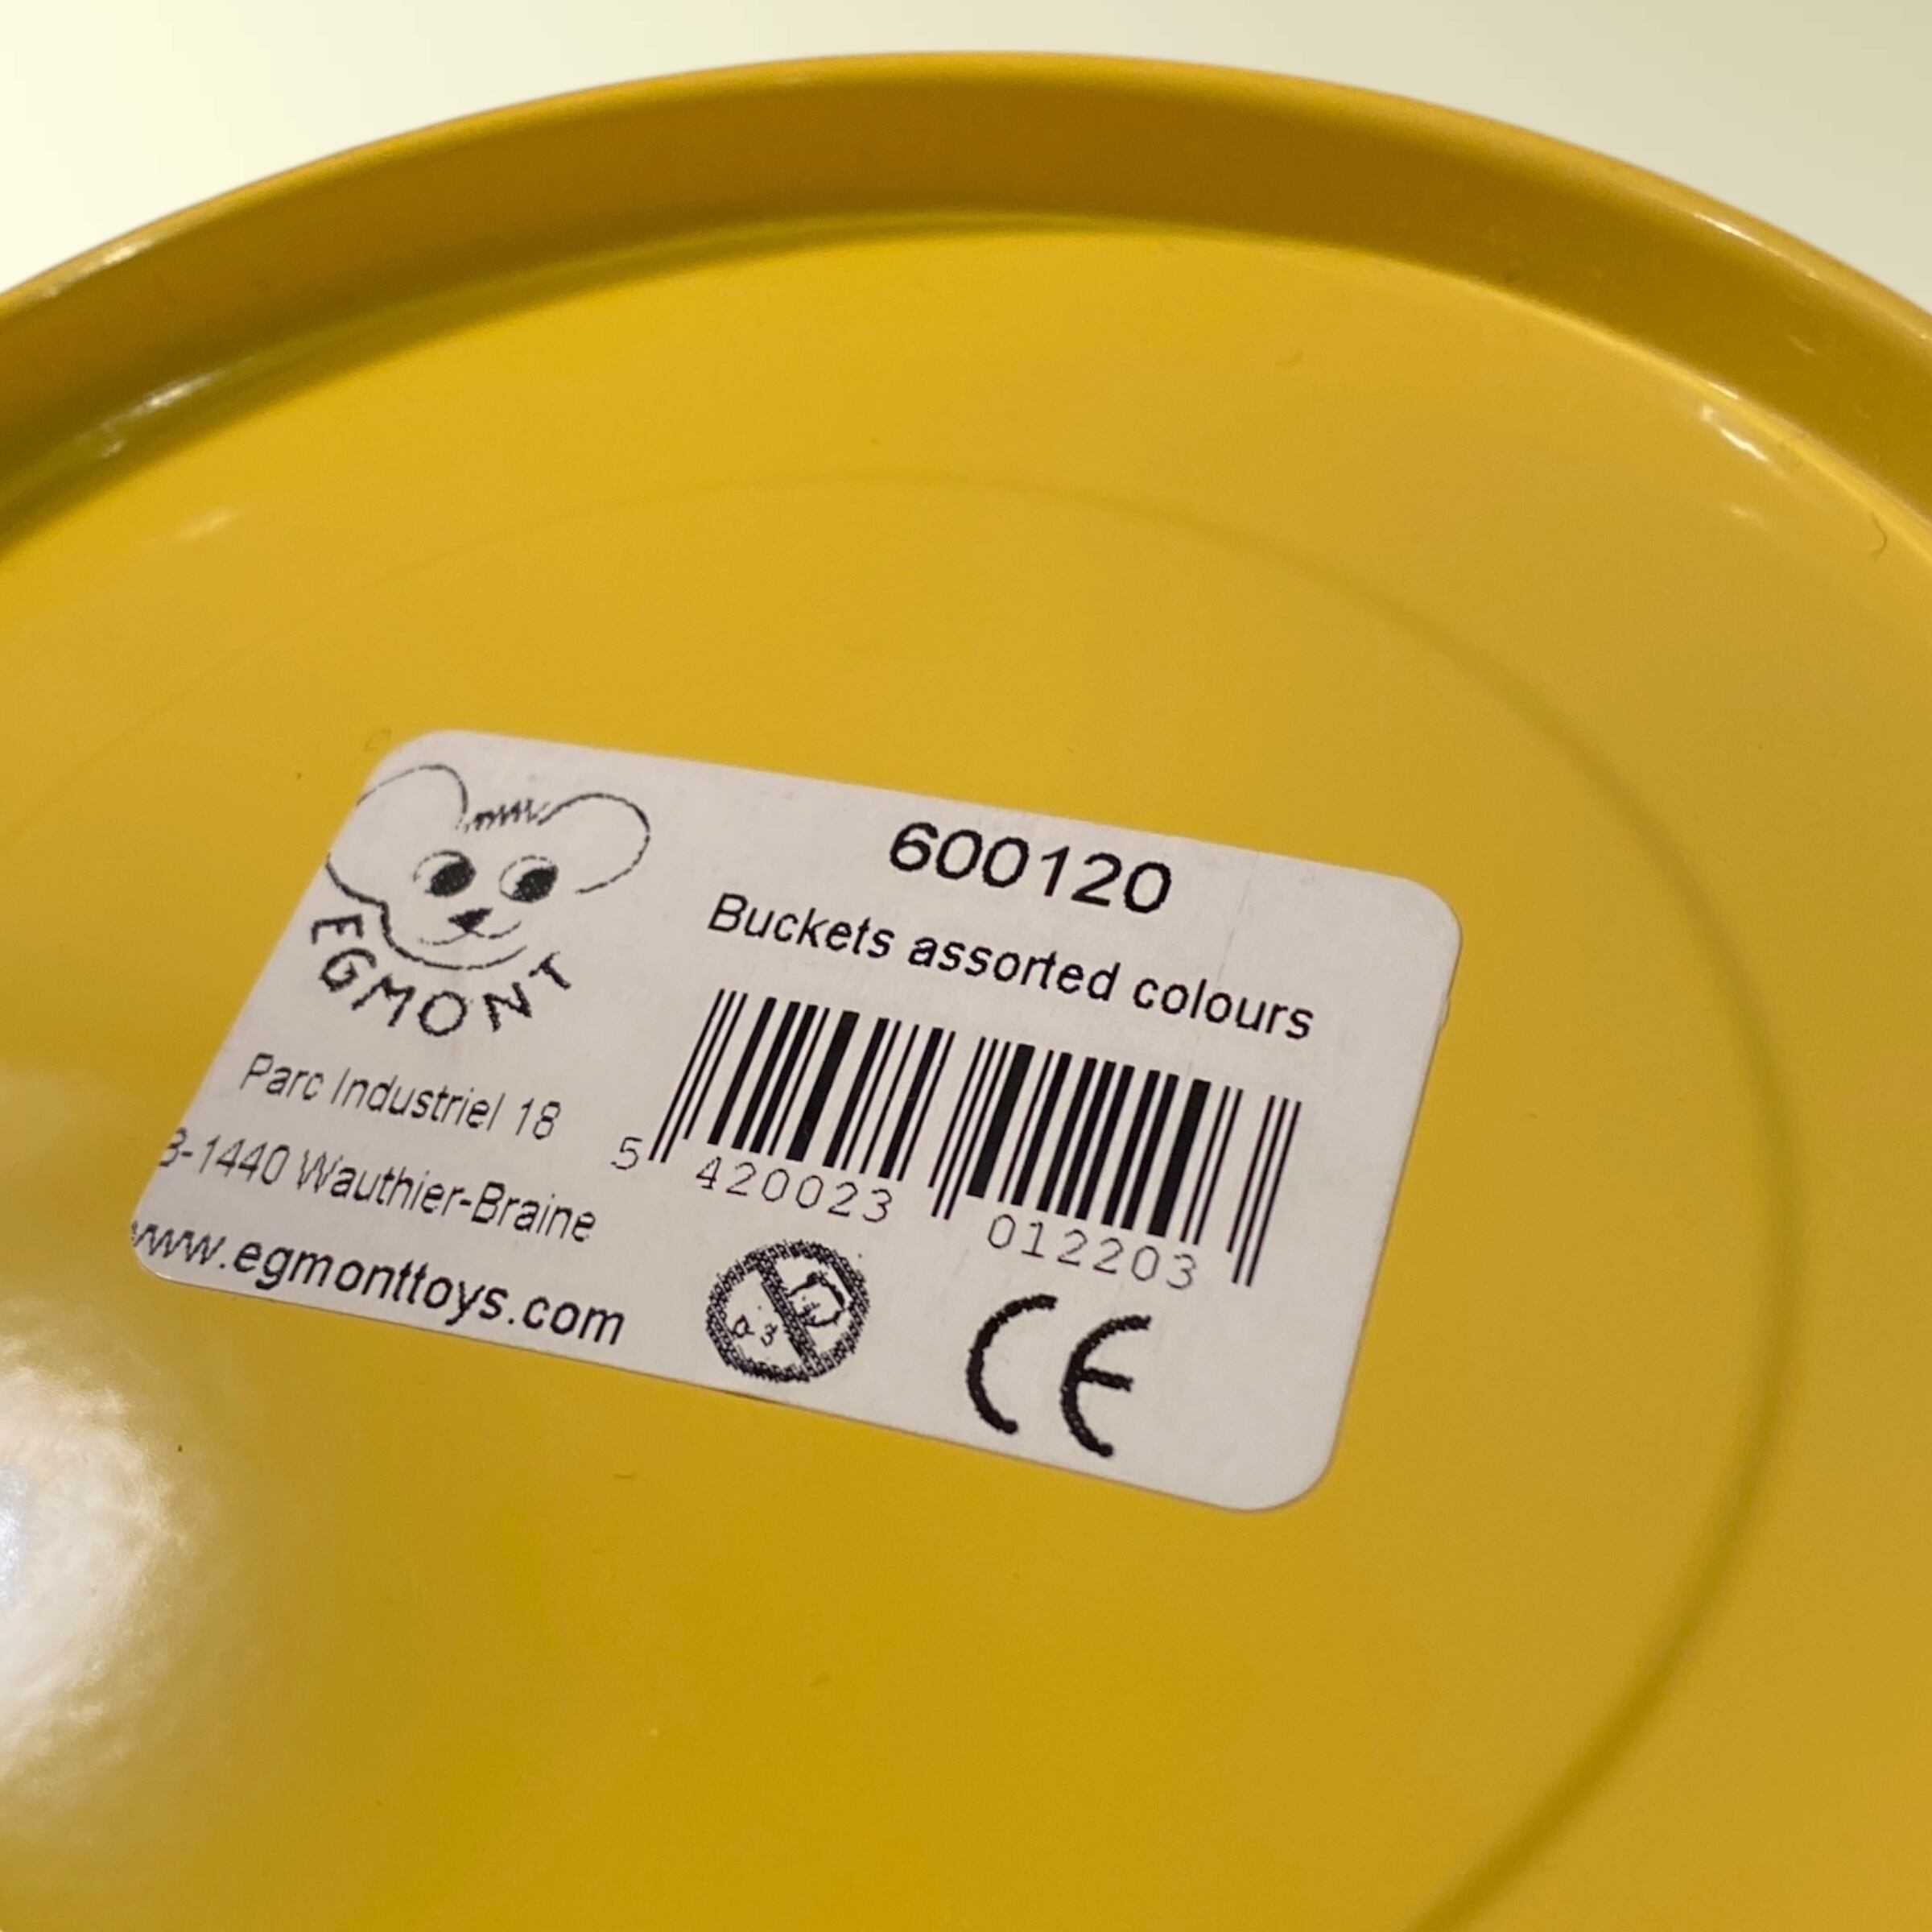 EGMONT
Parc Industriel 18
B-1440 Wauthier-Braine
www.egmonttoys.com
600120
Buckets assorted colours
5 420023 012203
0-3
CE